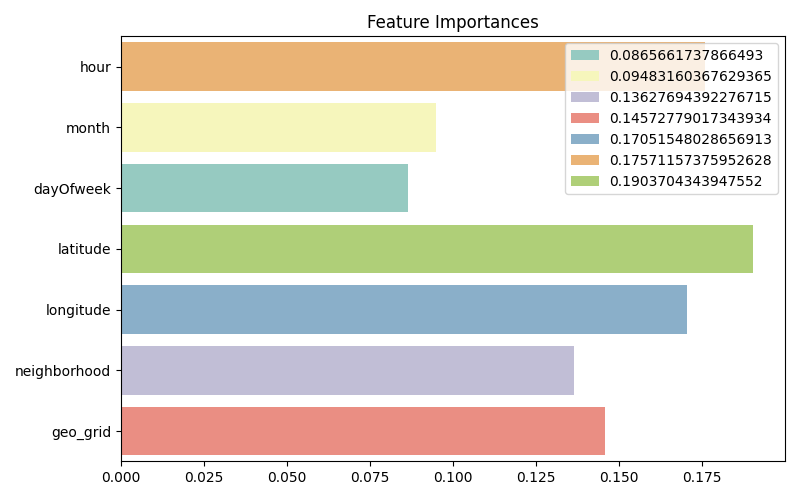 Feature Importances
hour
month
dayOfweek
latitude
longitude
neighborhood
geo_grid
0.0865661737866493
0.09483160367629365
0.13627694392276715
0.14572779017343934
0.17051548028656913
0.17571157375952628
0.1903704343947552
0.000 0.025 0.050 0.075 0.100 0.125 0.150 0.175